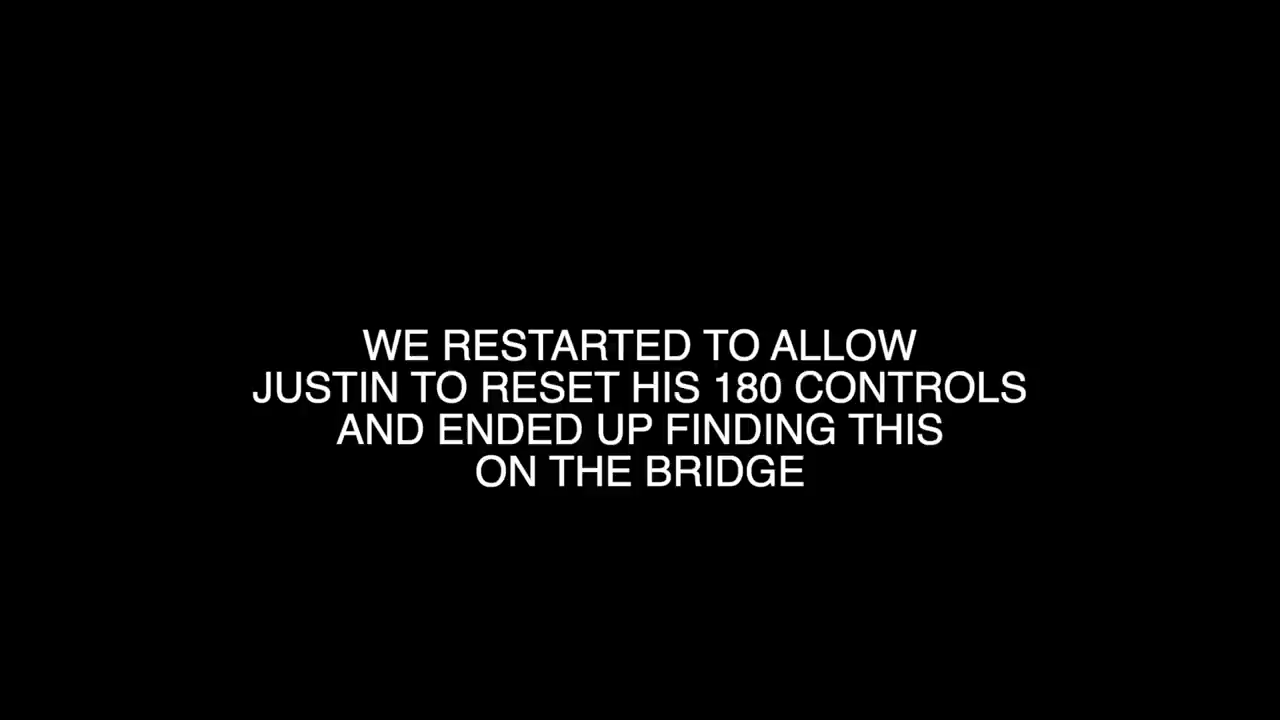 WE RESTARTED TO ALLOW
JUSTIN TO RESET HIS 180 CONTROLS
AND ENDED UP FINDING THIS
ON THE BRIDGE